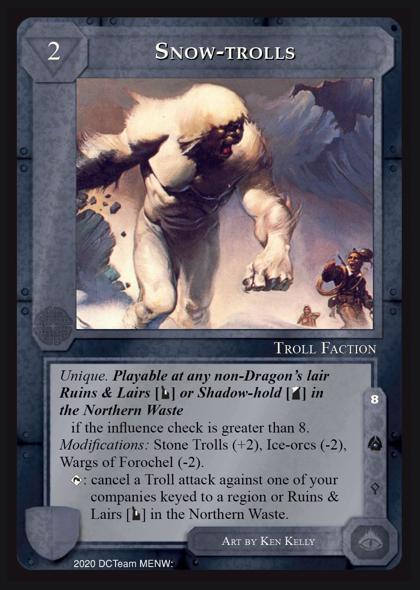 2
SNOW-TROLLS
TROLL FACTION
Unique. Playable at any non-Dragon's lair
Ruins & Lairs [ ] or Shadow-hold [ ] in
the Northern Waste
if the influence check is greater than 8.
Modifications: Stone Trolls (+2), Ice-orcs (-2),
Wargs of Forochel (-2).
: cancel a Troll attack against one of your
companies keyed to a region or Ruins &
Lairs [ ] in the Northern Waste.
8
ART BY KEN KELLY
2020 DCTeam MENW: